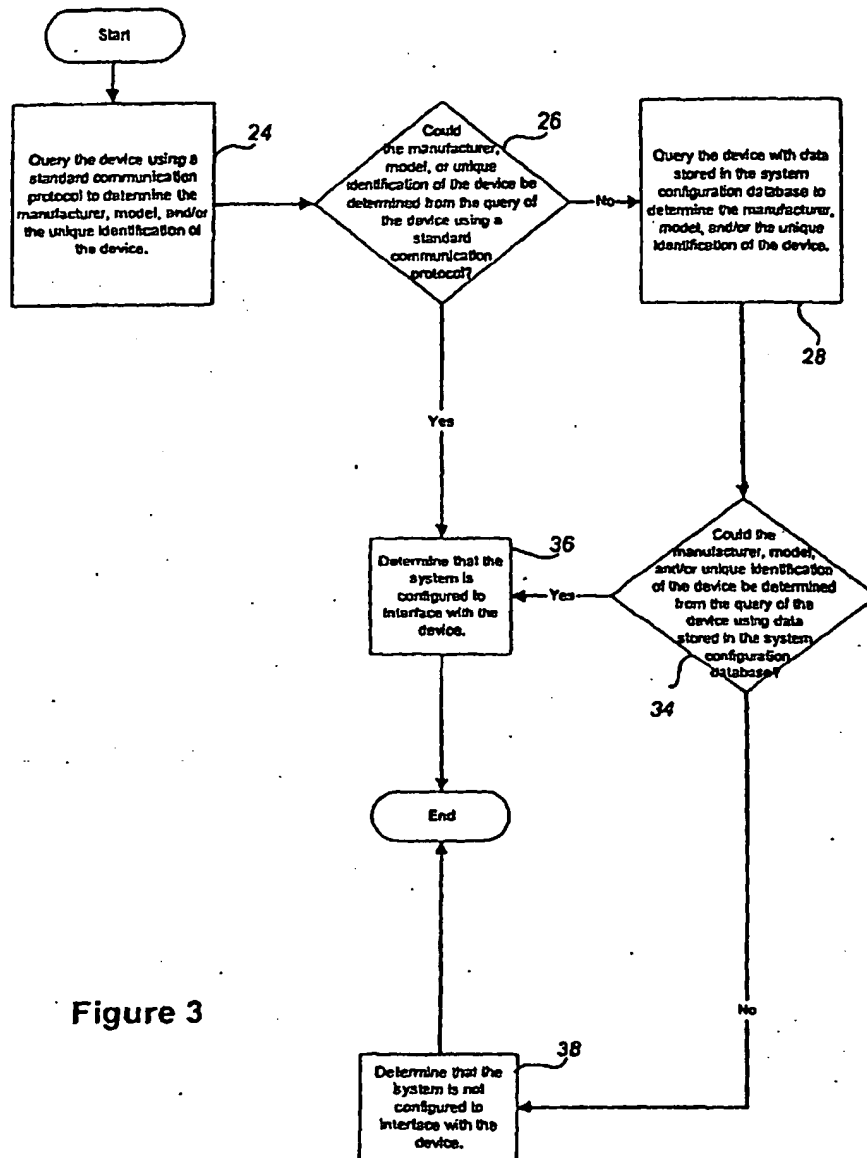 Start
24
Query the device using a
standard communication
protocol to determine the
manufacturer, model, and/or
the unique identification of
the device.
26
Could
the manufacturer,
model, or unique
identification of the device be
determined from the query of
the device using a
standard
communication
protocol?
No
Query the device with data
stored in the system
configuration database to
determine the manufacturer,
model, and/or the unique
identification of the device.
28
Yes
36
Determine that the
system is
configured to
interface with the
device.
Yes
Could the
manufacturer, model,
and/or unique identification
of the device be determined
from the query of the
device using data
stored in the system
configuration
database?
34
End
No
Figure 3
38
Determine that the
system is not
configured to
interface with the
device.